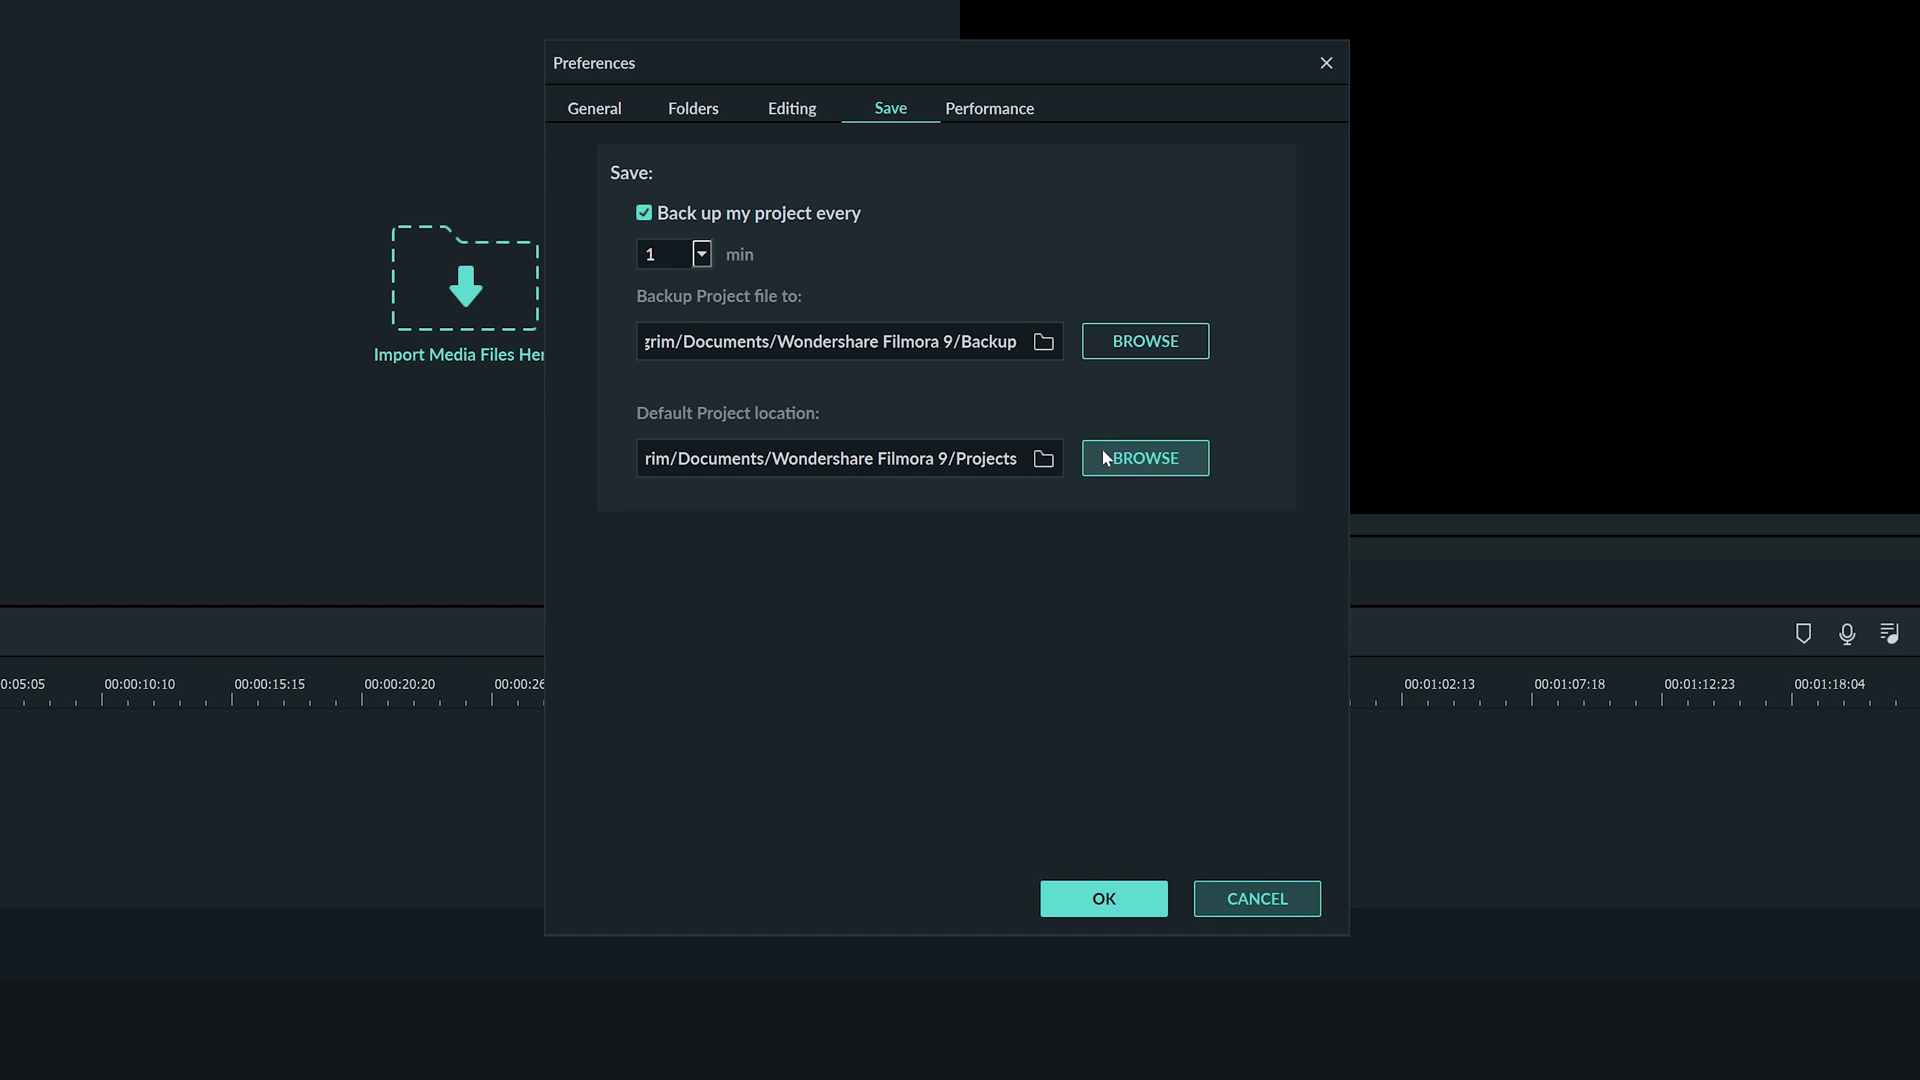 Preferences
General Folders Editing Save Performance
Save:
Back up my project every
1 min
Backup Project file to:
grim/Documents/Wondershare Filmora 9/Backup BROWSE
Default Project location:
rim/Documents/Wondershare Filmora 9/Projects BROWSE
Import Media Files Her
0:05:05 00:00:10:10 00:00:15:15 00:00:20:20 00:00:26 00:01:02:13 00:01:07:18 00:01:12:23 00:01:18:04
OK CANCEL